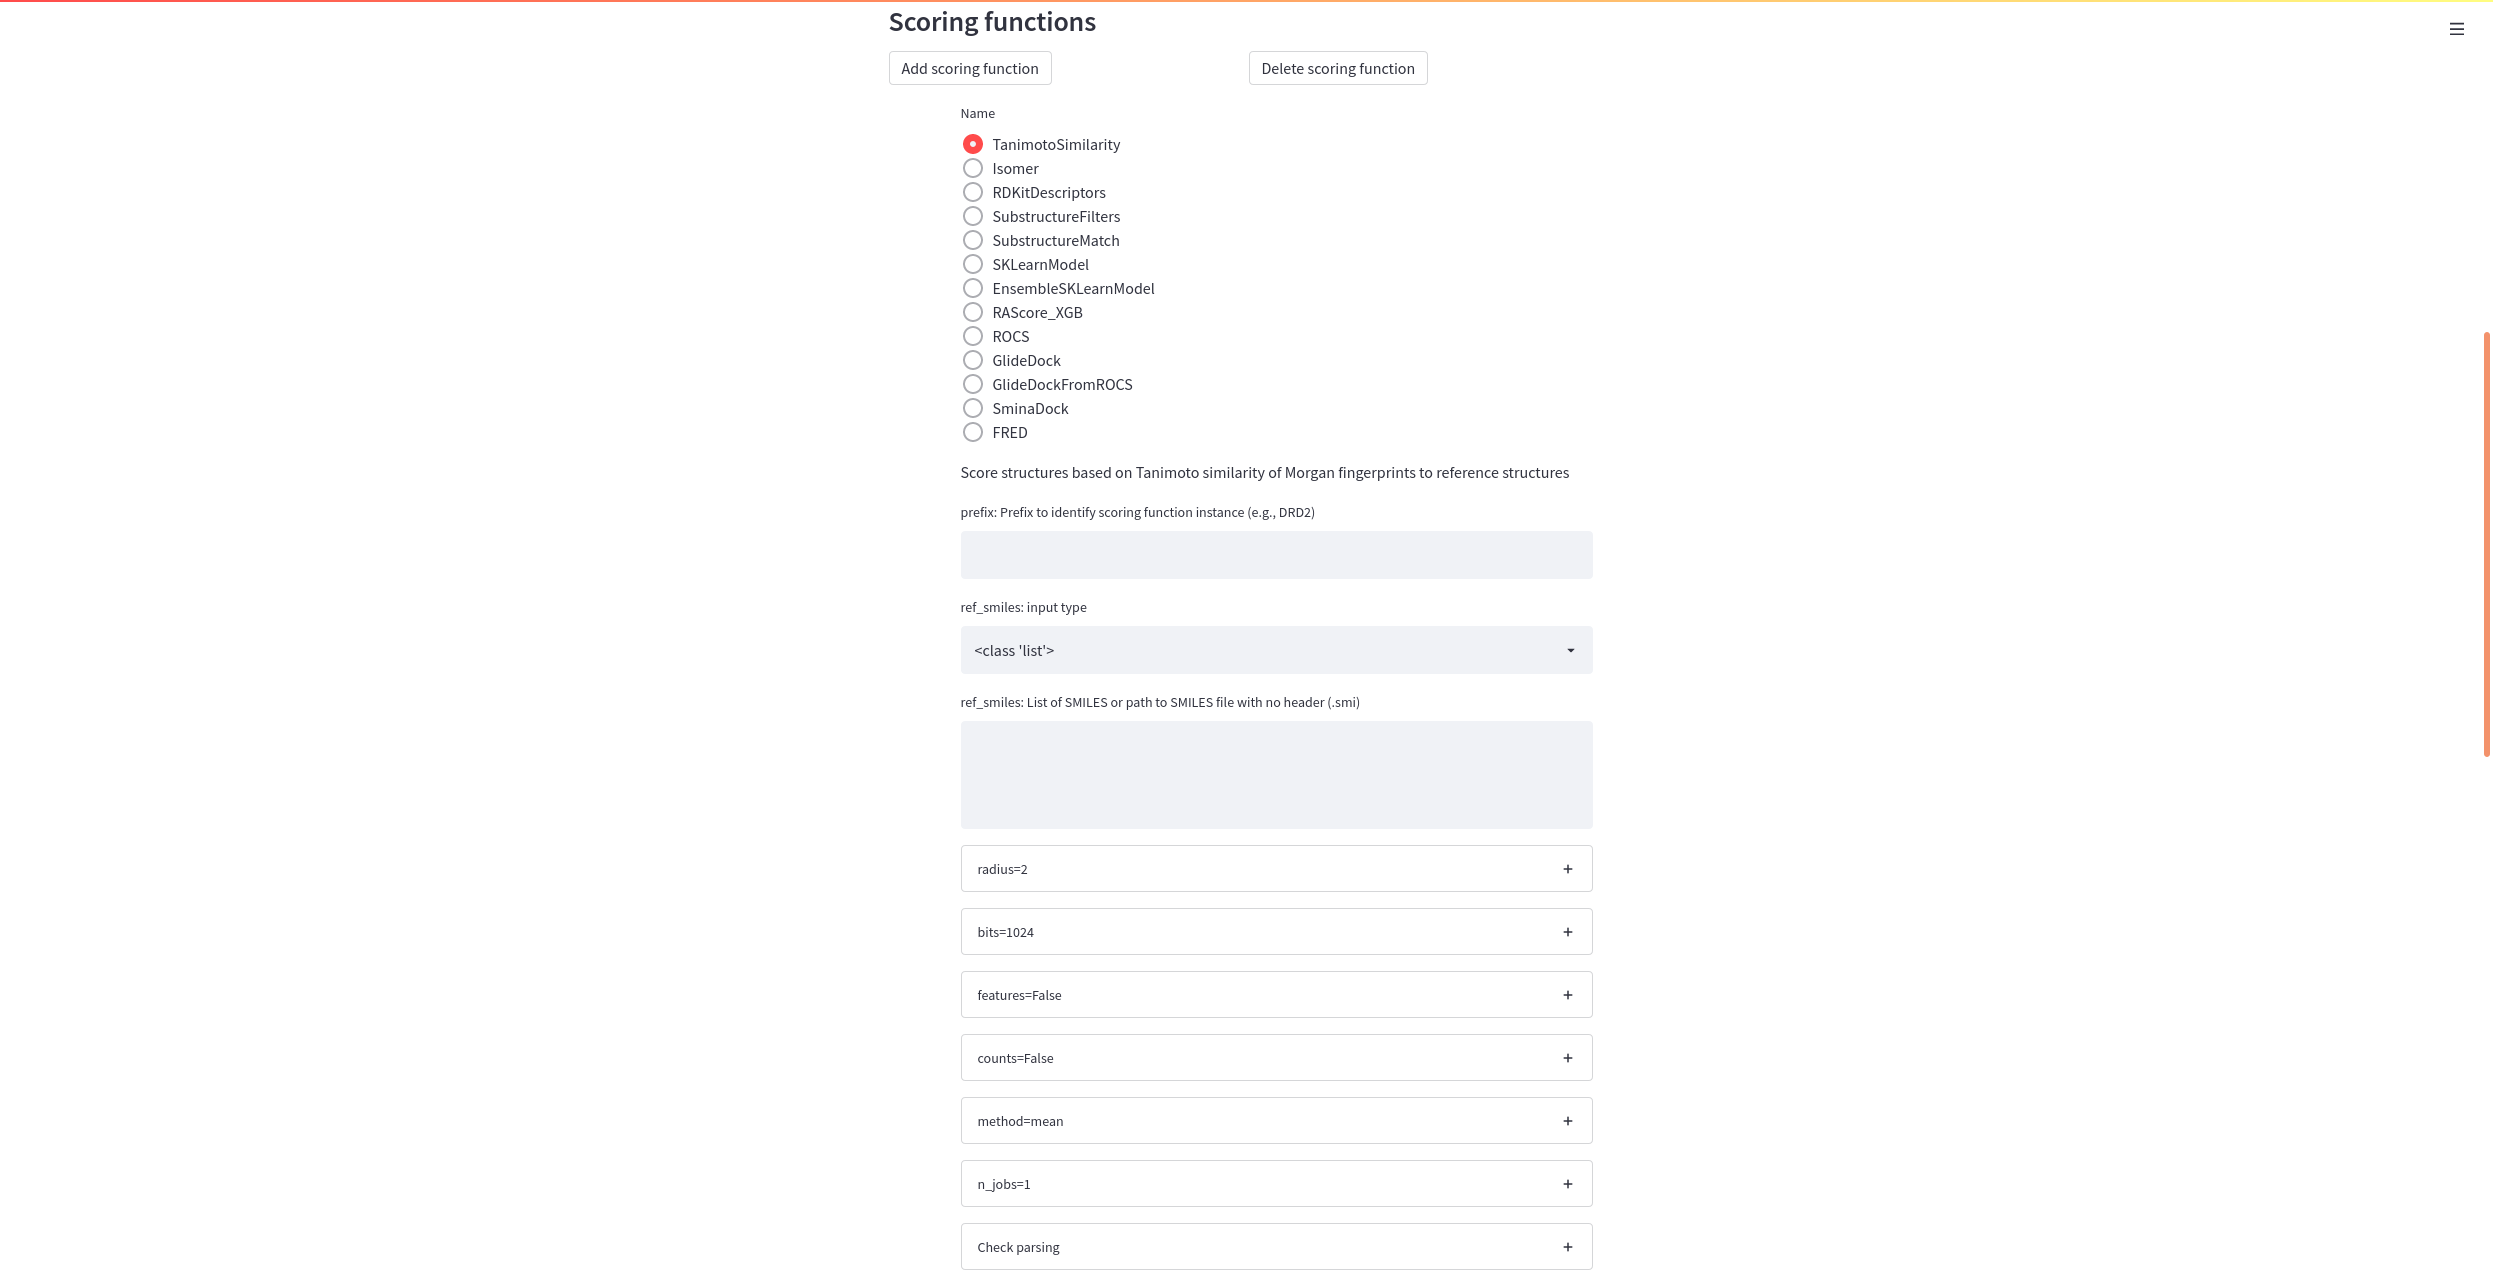 Scoring functions
Add scoring function
Delete scoring function
Name
TanimotoSimilarity
Isomer
RDKitDescriptors
SubstructureFilters
SubstructureMatch
SKLearnModel
EnsembleSKLearnModel
RAScore_XGB
ROCS
GlideDock
GlideDockFromROCS
SminaDock
FRED
Score structures based on Tanimoto similarity of Morgan fingerprints to reference structures
prefix: Prefix to identify scoring function instance (e.g., DRD2)
ref_smiles: input type
<class 'list'>
ref_smiles: List of SMILES or path to SMILES file with no header (.smi)
radius=2
bits=1024
features=False
counts=False
method=mean
n_jobs=1
Check parsing